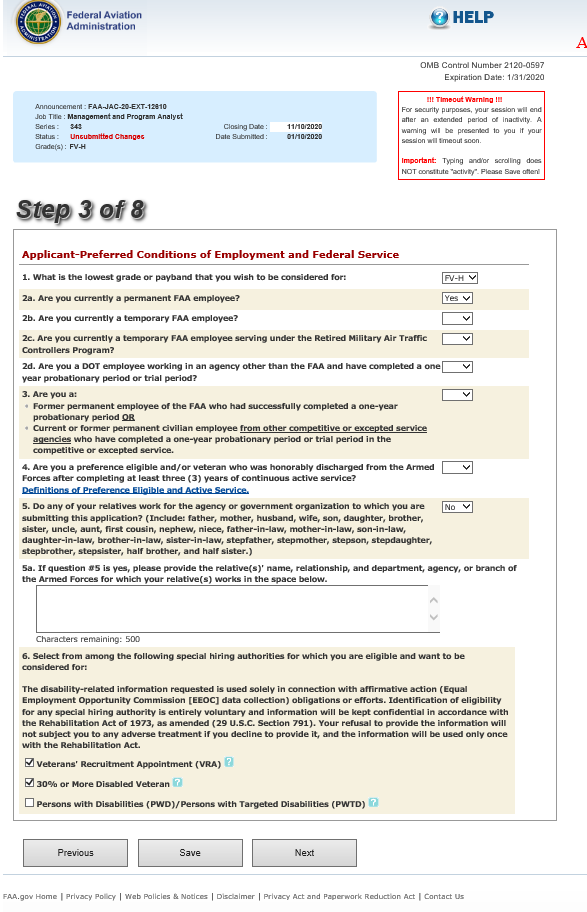 Federal Aviation
Administration
HELP
A
OMB Control Number 2120-0597
Expiration Date: 1/31/2020
Announcement : FAA-JAC-20-EXT-12610
Job Title : Management and Program Analyst
Series : 343
Closing Date : 11/10/2020
Status : Unsubmitted Changes
Date Submitted : 01/10/2020
Grade(s) : FV-H
!!! Timeout Warning !!!
For security purposes, your session will end
after an extended period of inactivity. A
warning will be presented to you if your
session will timeout soon.
Important: Typing and/or scrolling does
NOT constitute "activity". Please Save often!
Step 3 of 8
Applicant-Preferred Conditions of Employment and Federal Service
1. What is the lowest grade or payband that you wish to be considered for: FV-H
2a. Are you currently a permanent FAA employee? Yes
2b. Are you currently a temporary FAA employee?
2c. Are you currently a temporary FAA employee serving under the Retired Military Air Traffic
Controllers Program?
2d. Are you a DOT employee working in an agency other than the FAA and have completed a one
year probationary period or trial period?
3. Are you a:
• Former permanent employee of the FAA who had successfully completed a one-year
probationary period OR
• Current or former permanent civilian employee from other competitive or excepted service
agencies who have completed a one-year probationary period or trial period in the
competitive or excepted service.
4. Are you a preference eligible and/or veteran who was honorably discharged from the Armed
Forces after completing at least three (3) years of continuous active service?
Definitions of Preference Eligible and Active Service.
5. Do any of your relatives work for the agency or government organization to which you are No
submitting this application? (Include: father, mother, husband, wife, son, daughter, brother,
sister, uncle, aunt, first cousin, nephew, niece, father-in-law, mother-in-law, son-in-law,
daughter-in-law, brother-in-law, sister-in-law, stepfather, stepmother, stepson, stepdaughter,
stepbrother, stepsister, half brother, and half sister.)
5a. If question #5 is yes, please provide the relative(s)' name, relationship, and department, agency, or branch of
the Armed Forces for which your relative(s) works in the space below.
Characters remaining: 500
6. Select from among the following special hiring authorities for which you are eligible and want to be
considered for:
The disability-related information requested is used solely in connection with affirmative action (Equal
Employment Opportunity Commission [EEOC] data collection) obligations or efforts. Identification of eligibility
for any special hiring authority is entirely voluntary and information will be kept confidential in accordance with
the Rehabilitation Act of 1973, as amended (29 U.S.C. Section 791). Your refusal to provide the information will
not subject you to any adverse treatment if you decline to provide it, and the information will be used only once
with the Rehabilitation Act.
Veterans' Recruitment Appointment (VRA) ?
30% or More Disabled Veteran ?
Persons with Disabilities (PWD)/Persons with Targeted Disabilities (PWTD) ?
Previous Save Next
FAA.gov Home | Privacy Policy | Web Policies & Notices | Disclaimer | Privacy Act and Paperwork Reduction Act | Contact Us